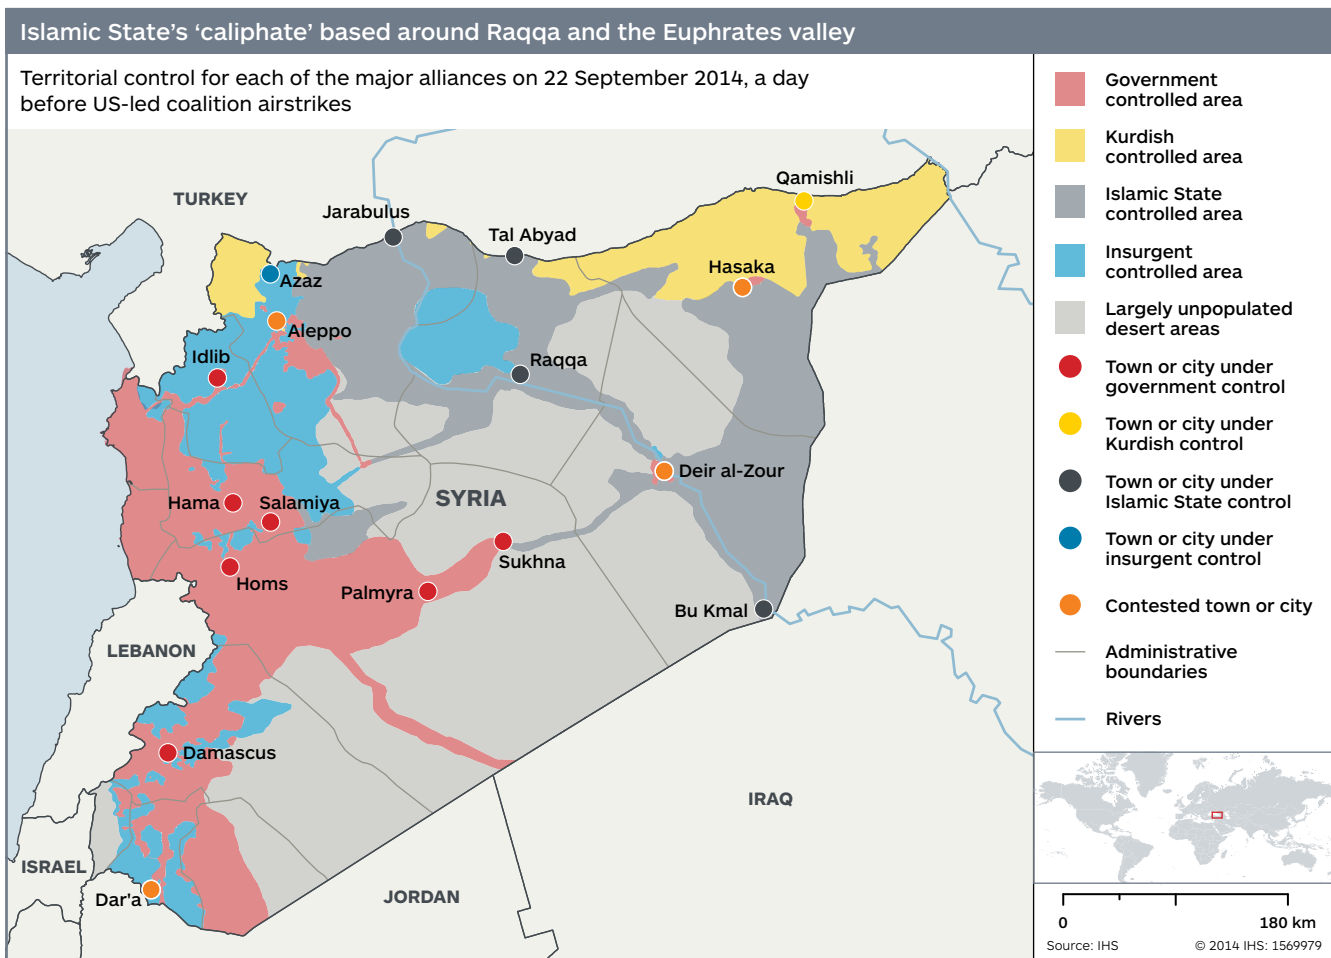 Islamic State’s ‘caliphate’ based around Raqqa and the Euphrates valley
Territorial control for each of the major alliances on 22 September 2014, a day
before US-led coalition airstrikes
TURKEY
Qamishli
Jarabulus
Tal Abyad
Hasaka
Azaz
Aleppo
Idlib
Raqqa
Deir al-Zour
SYRIA
Hama
Salamiya
Sukhna
Homs
Palmyra
Bu Kmal
LEBANON
Damascus
IRAQ
ISRAEL
Dar'a
JORDAN
Government
controlled area
Kurdish
controlled area
Islamic State
controlled area
Insurgent
controlled area
Largely unpopulated
desert areas
Town or city under
government control
Town or city under
Kurdish control
Town or city under
Islamic State control
Town or city under
insurgent control
Contested town or city
Administrative
boundaries
Rivers
0 180 km
Source: IHS © 2014 IHS: 1569979